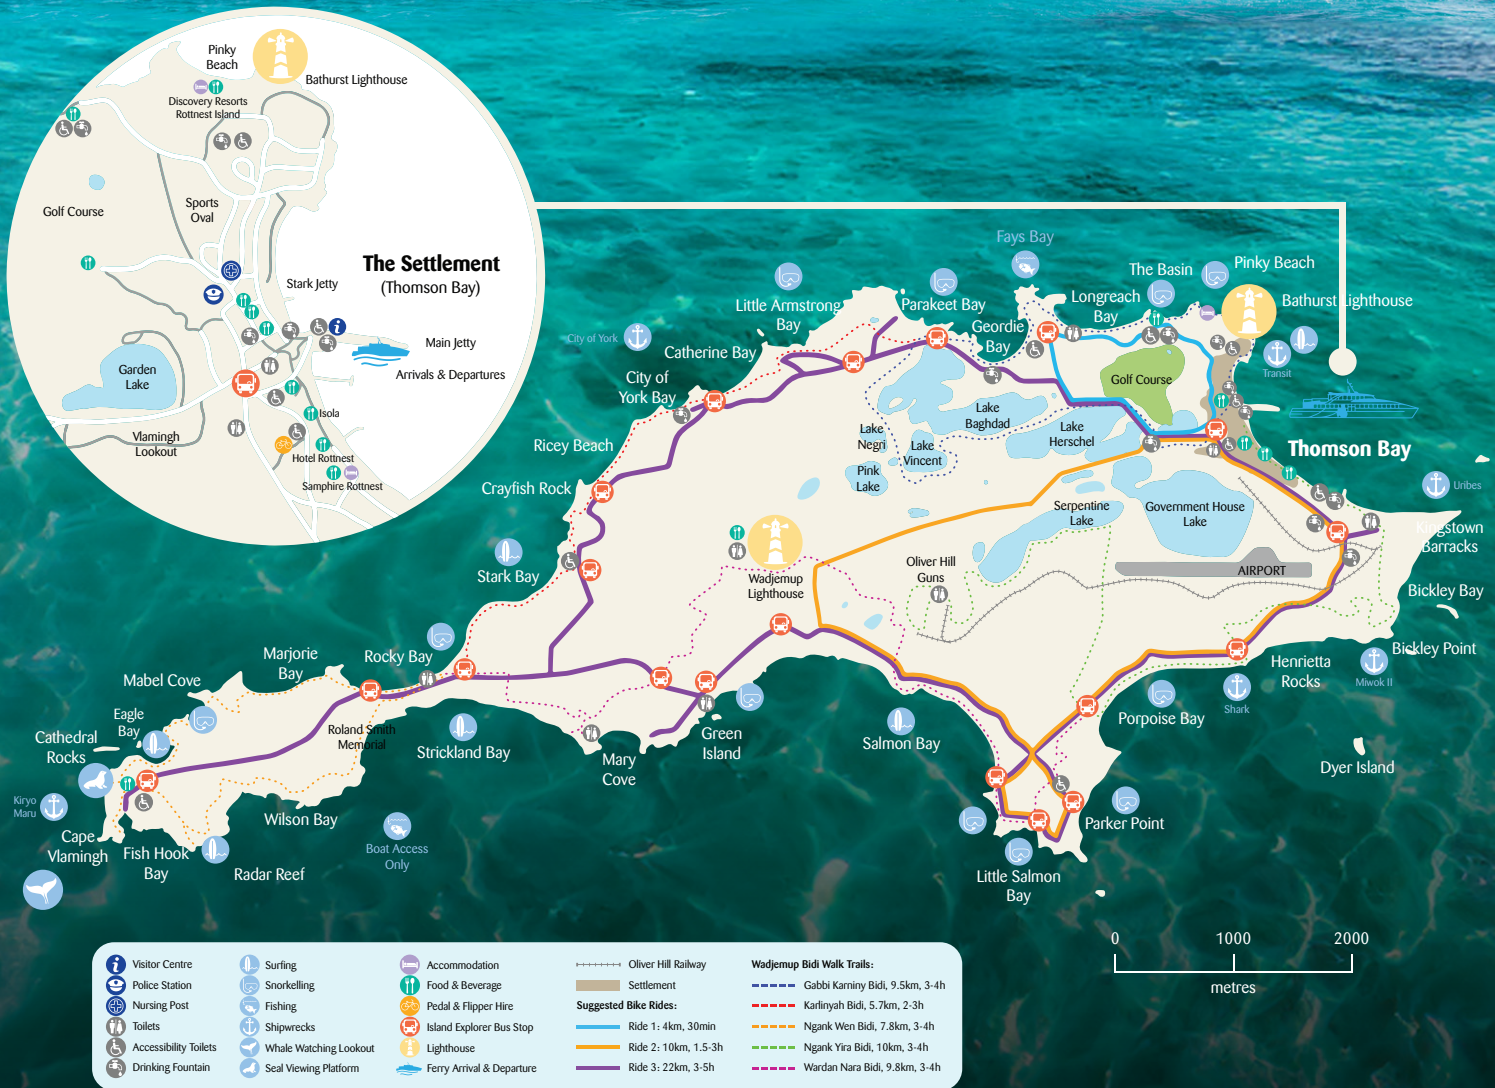 Pinky
Beach
Bathurst Lighthouse
Discovery Resorts
Rottnest Island
Golf Course
Sports
Oval
The Settlement
(Thomson Bay)
Stark Jetty
Main Jetty
Arrivals & Departures
Garden
Lake
Isola
Vlamingh
Lookout
Hotel Rottnest
Samphire Rottnest
Fays Bay
The Basin
Pinky Beach
Little Armstrong
Bay
Parakeet Bay
Longreach
Bay
Bathurst Lighthouse
Geordie
Bay
City of York
Catherine Bay
Transit
City of
York Bay
Golf Course
Lake
Baghdad
Lake
Herschel
Lake
Negri
Lake
Vincent
Ricey Beach
Thomson Bay
Pink
Lake
Crayfish Rock
Uribes
Serpentine
Lake
Government House
Lake
Kingstown
Barracks
Stark Bay
Wadjemup
Lighthouse
Oliver Hill
Guns
AIRPORT
Bickley Bay
Bickley Point
Marjorie
Bay
Rocky Bay
Henrietta
Rocks
Miwok II
Mabel Cove
Shark
Porpoise Bay
Eagle
Bay
Cathedral
Rocks
Roland Smith
Memorial
Strickland Bay
Green
Island
Salmon Bay
Mary
Cove
Dyer Island
Kiryo
Maru
Wilson Bay
Parker Point
Cape
Vlamingh
Fish Hook
Bay
Boat Access
Only
Radar Reef
Little Salmon
Bay
0 1000 2000
metres
Visitor Centre
Police Station
Nursing Post
Toilets
Accessibility Toilets
Drinking Fountain
Surfing
Snorkelling
Fishing
Shipwrecks
Whale Watching Lookout
Seal Viewing Platform
Accommodation
Food & Beverage
Pedal & Flipper Hire
Island Explorer Bus Stop
Lighthouse
Ferry Arrival & Departure
Oliver Hill Railway
Settlement
Suggested Bike Rides:
Ride 1: 4km, 30min
Ride 2: 10km, 1.5-3h
Ride 3: 22km, 3-5h
Wadjemup Bidi Walk Trails:
Gabbi Karniny Bidi, 9.5km, 3-4h
Karlinyah Bidi, 5.7km, 2-3h
Ngank Wen Bidi, 7.8km, 3-4h
Ngank Yira Bidi, 10km, 3-4h
Wardan Nara Bidi, 9.8km, 3-4h